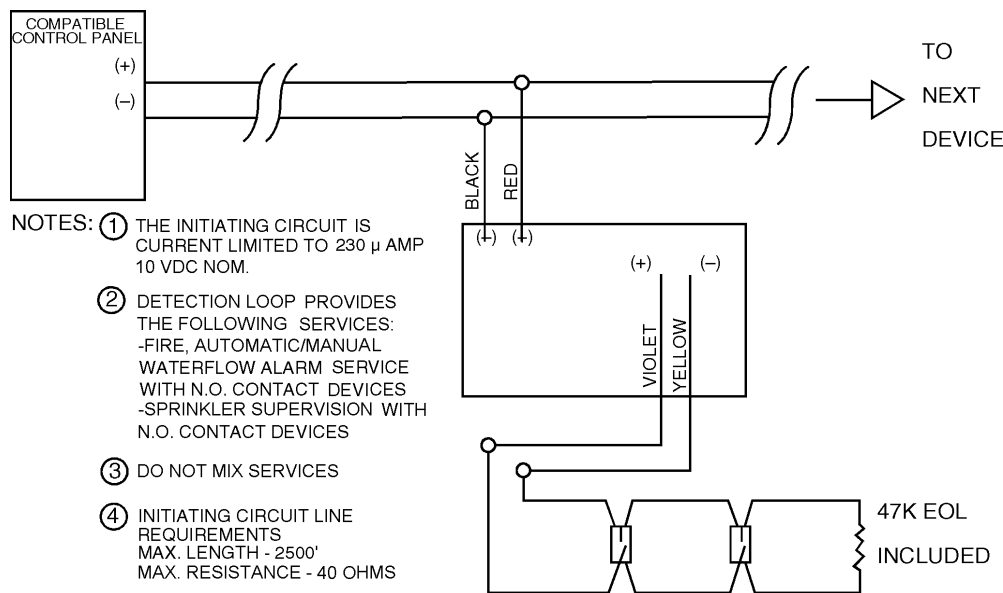 COMPATIBLE
CONTROL PANEL
(+)
(–)
TO
NEXT
DEVICE
BLACK
RED
(–)
(+)
(+)
(–)
VIOLET
YELLOW
NOTES:
1 THE INITIATING CIRCUIT IS
CURRENT LIMITED TO 230 µ AMP
10 VDC NOM.
2 DETECTION LOOP PROVIDES
THE FOLLOWING SERVICES:
-FIRE, AUTOMATIC/MANUAL
WATERFLOW ALARM SERVICE
WITH N.O. CONTACT DEVICES
-SPRINKLER SUPERVISION WITH
N.O. CONTACT DEVICES
3 DO NOT MIX SERVICES
4 INITIATING CIRCUIT LINE
REQUIREMENTS
MAX. LENGTH - 2500'
MAX. RESISTANCE - 40 OHMS
47K EOL
INCLUDED